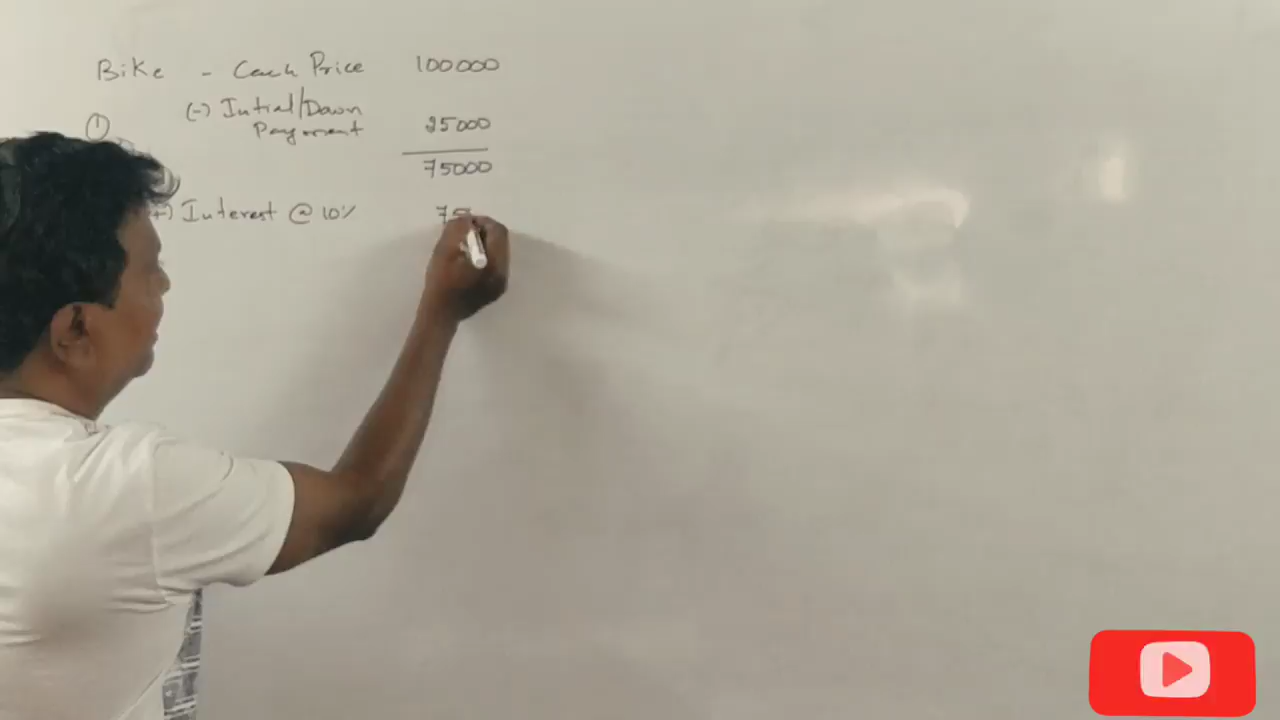 Bike - Cash Price 100000
(-) Initial/Down
Payment 25000
①
75000
+) Interest @ 10% 75